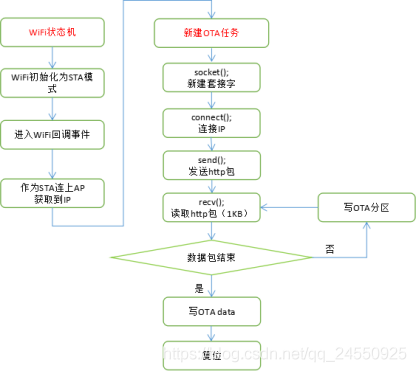 WiFi状态机
WiFi初始化为STA模
式
进入WiFi回调事件
作为STA连上AP
获取到IP
新建OTA任务
socket();
新建套接字
connect();
连接IP
send();
发送http包
recv();
读取http包（1KB）
写OTA分区
数据包结束
否
是
写OTA data
复位
https://blog.csdn.net/qq_24550925